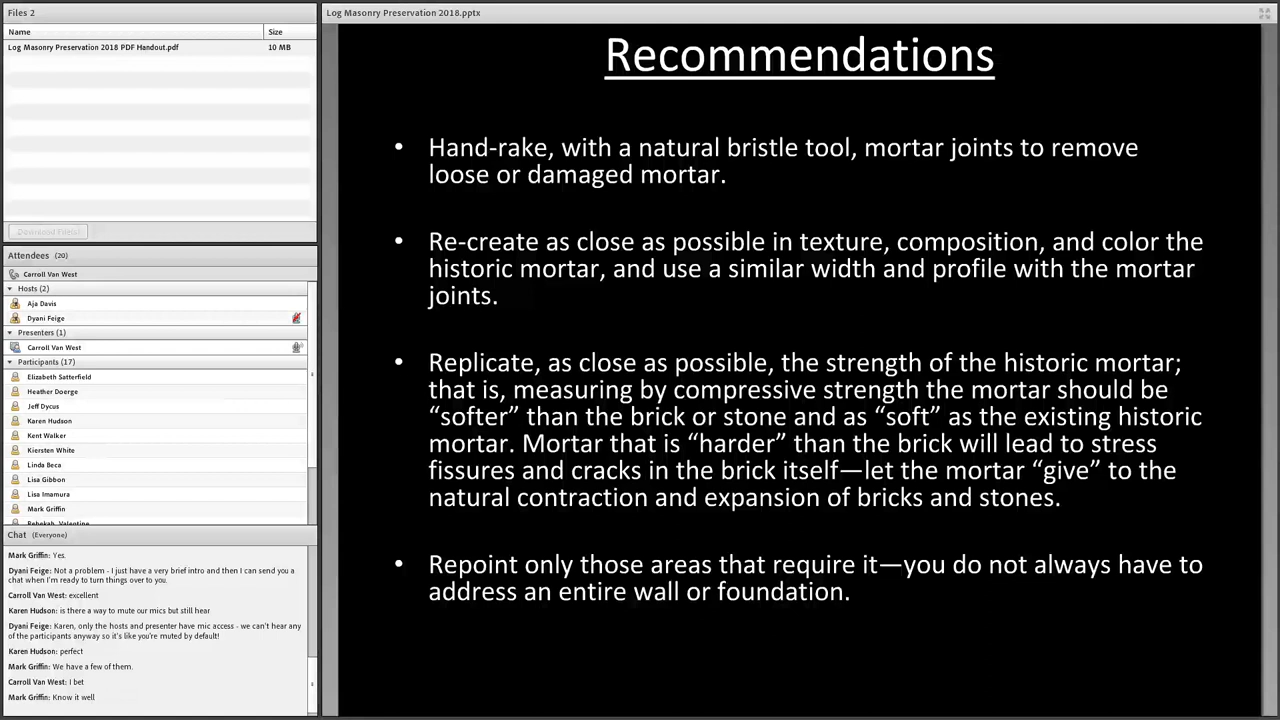 Files 2
Name Size
Log Masonry Preservation 2018 PDF Handout.pdf 10 MB
Download File(s)
Attendees (20)
Carroll Van West
Hosts (2)
Aja Davis
Dyani Feige
Presenters (1)
Carroll Van West
Participants (17)
Elizabeth Satterfield
Heather Doerge
Jeff Dycus
Karen Hudson
Kent Walker
Kiersten White
Linda Beca
Lisa Gibbon
Lisa Imamura
Mark Griffin
Rebekah Valentine
Chat (Everyone)
Mark Griffin: Yes.
Dyani Feige: Not a problem - I just have a very brief intro and then I can send you a
chat when I'm ready to turn things over to you.
Carroll Van West: excellent
Karen Hudson: is there a way to mute our mics but still hear
Dyani Feige: Karen, only the hosts and presenter have mic access - we can't hear any
of the participants anyway so it's like you're muted by default!
Karen Hudson: perfect
Mark Griffin: We have a few of them.
Carroll Van West: I bet
Mark Griffin: Know it well
Log Masonry Preservation 2018.pptx
Recommendations
• Hand-rake, with a natural bristle tool, mortar joints to remove
loose or damaged mortar.
• Re-create as close as possible in texture, composition, and color the
historic mortar, and use a similar width and profile with the mortar
joints.
• Replicate, as close as possible, the strength of the historic mortar;
that is, measuring by compressive strength the mortar should be
“softer” than the brick or stone and as “soft” as the existing historic
mortar. Mortar that is “harder” than the brick will lead to stress
fissures and cracks in the brick itself—let the mortar “give” to the
natural contraction and expansion of bricks and stones.
• Repoint only those areas that require it—you do not always have to
address an entire wall or foundation.